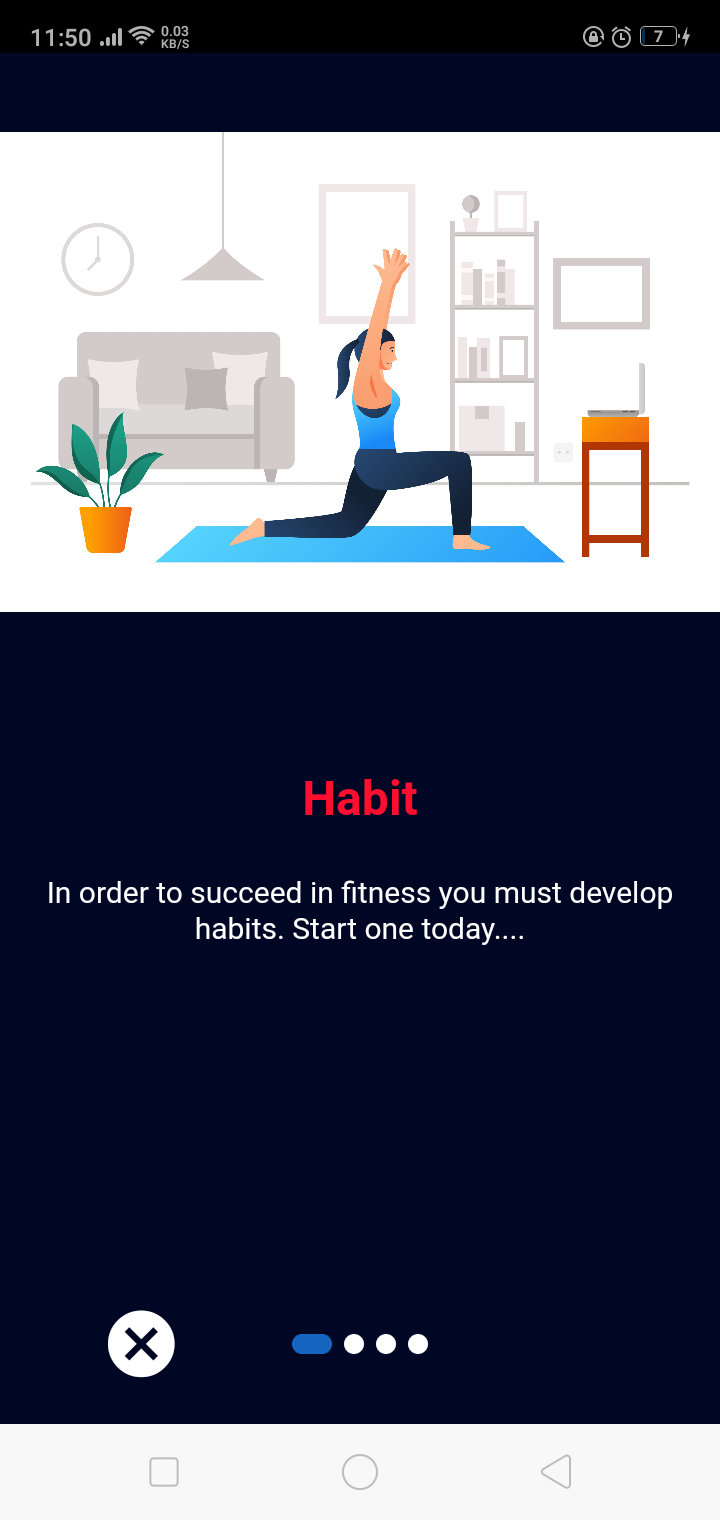 11:50 0.03 KB/S 7
Habit
In order to succeed in fitness you must develop
habits. Start one today....